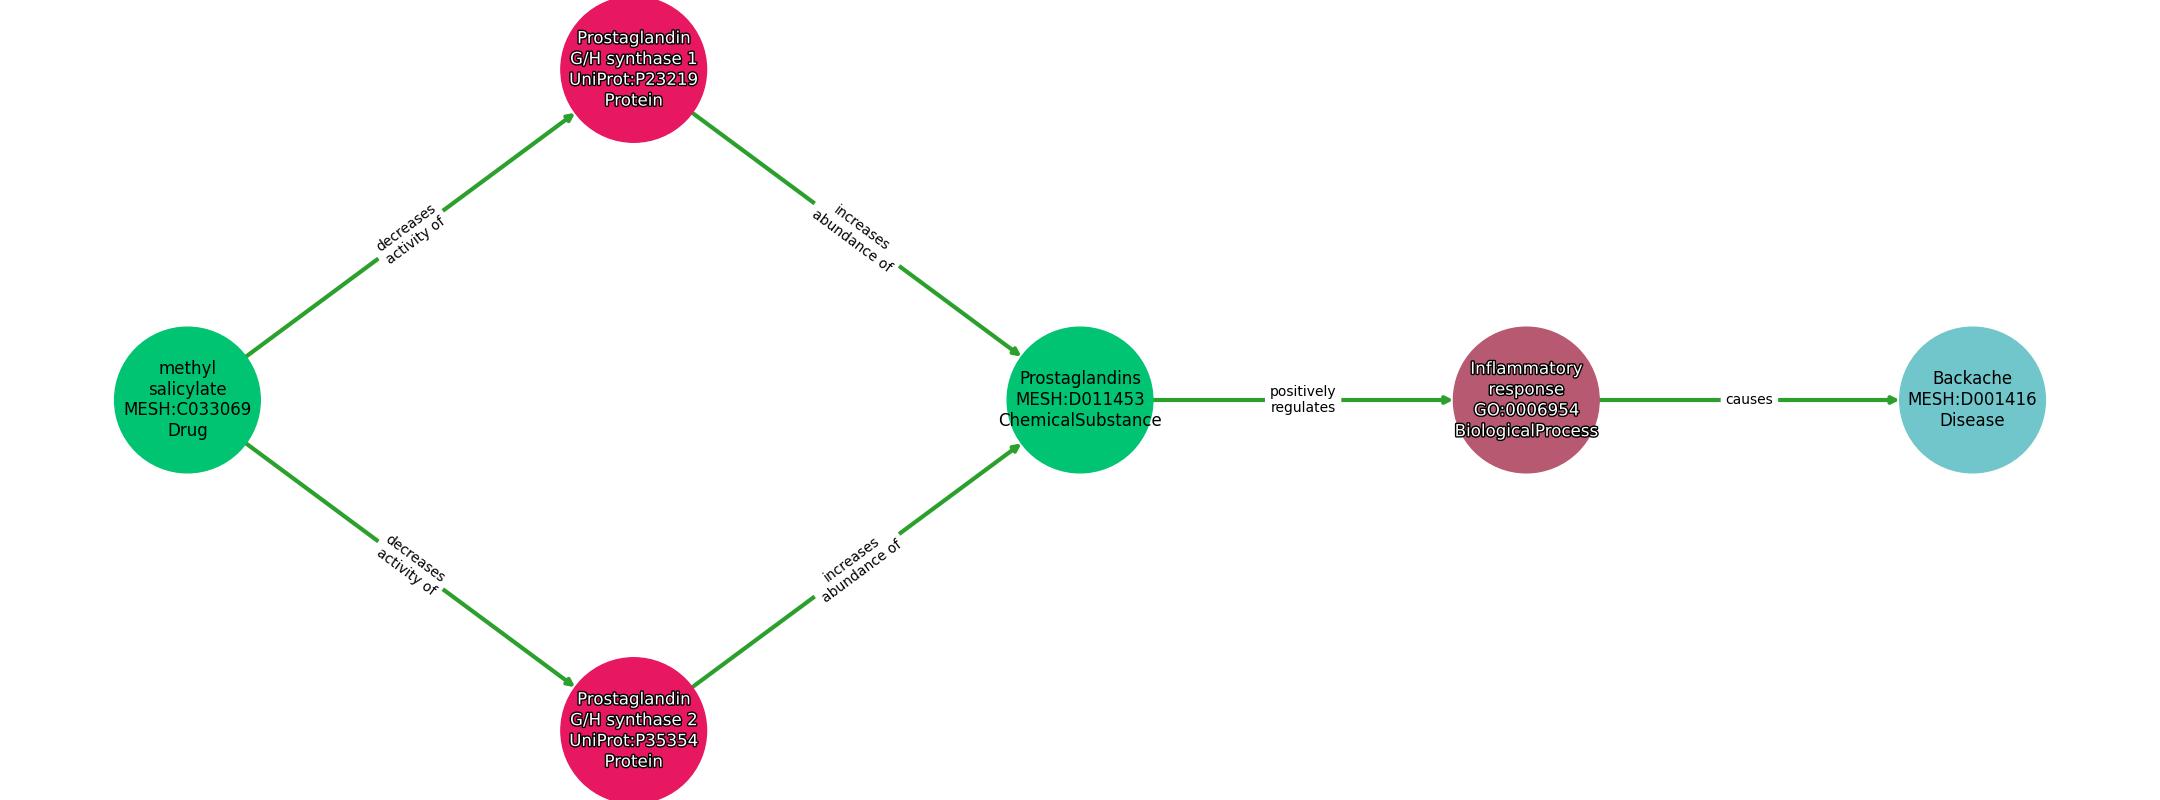 Prostaglandin
G/H synthase 1
UniProt:P23219
Protein
decreases
activity of
increases
abundance of
methyl
salicylate
MESH:C033069
Drug
Prostaglandins
MESH:D011453
ChemicalSubstance
positively
regulates
Inflammatory
response
GO:0006954
BiologicalProcess
causes
Backache
MESH:D001416
Disease
decreases
activity of
increases
abundance of
Prostaglandin
G/H synthase 2
UniProt:P35354
Protein